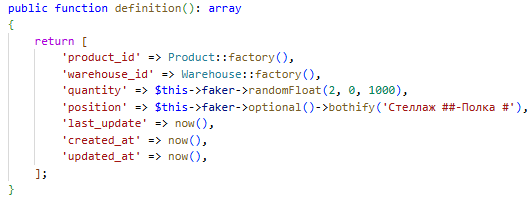 public function definition(): array
{
    return [
        'product_id' => Product::factory(),
        'warehouse_id' => Warehouse::factory(),
        'quantity' => $this->faker->randomFloat(2, 0, 1000),
        'position' => $this->faker->optional()->bothify('Стеллаж ##-Полка #'),
        'last_update' => now(),
        'created_at' => now(),
        'updated_at' => now(),
    ];
}